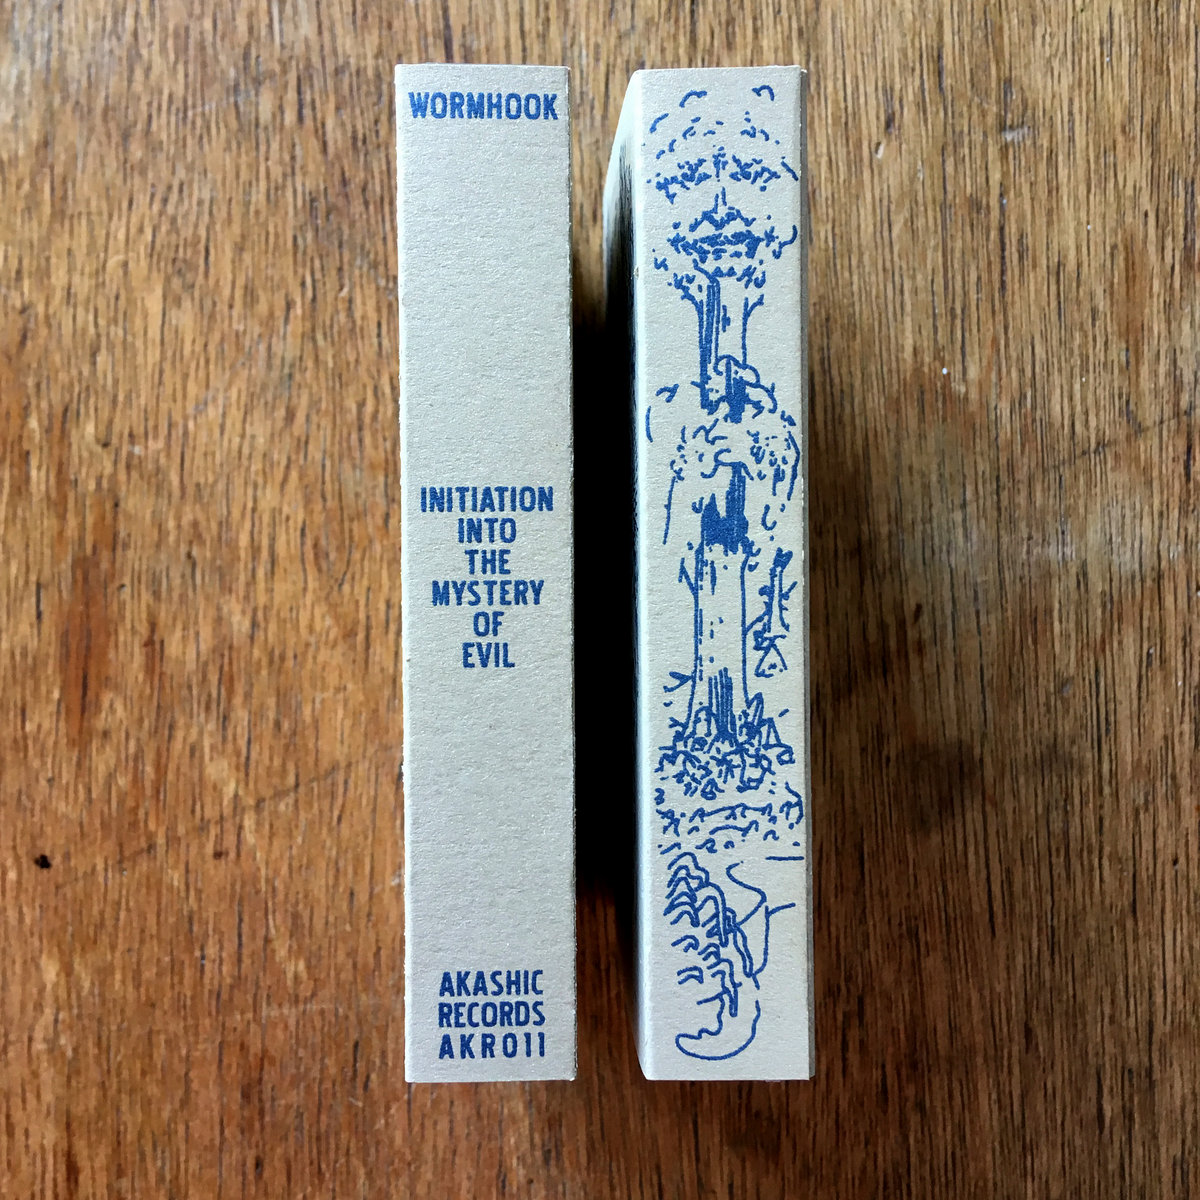 WORMHOOK
INITIATION
INTO
THE
MYSTERY
OF
EVIL
AKASHIC
RECORDS
AKR011